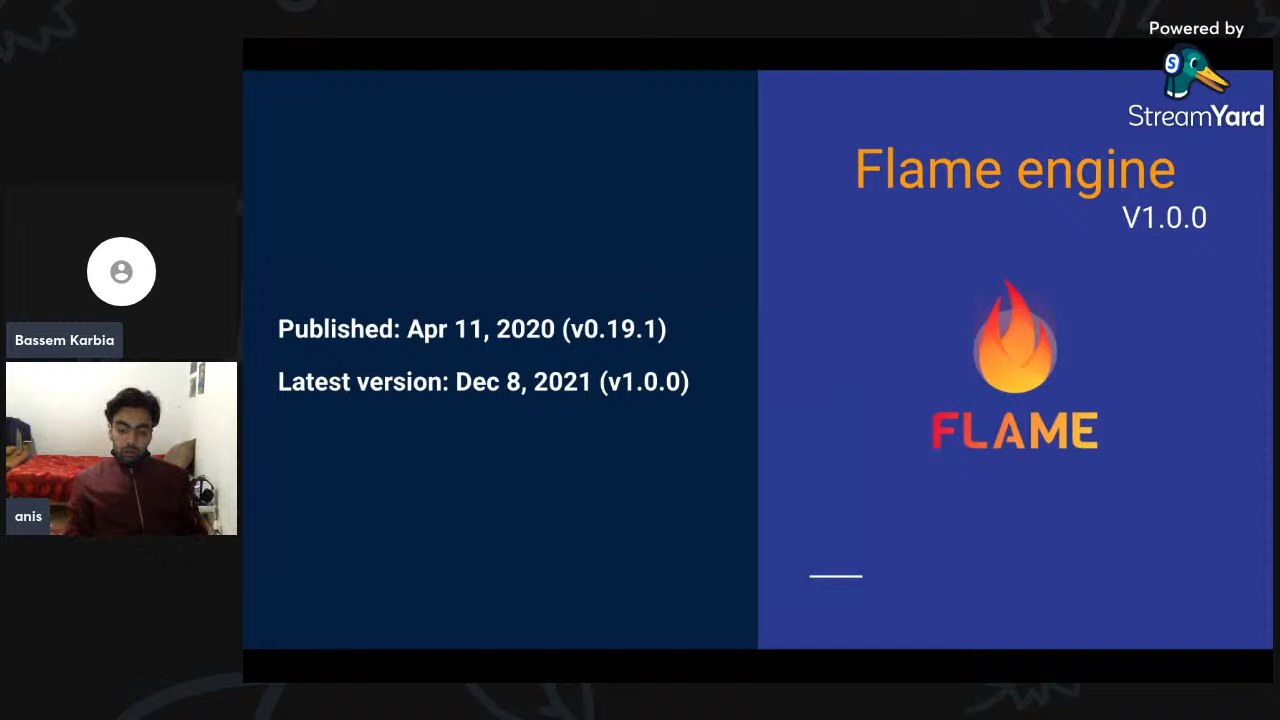 Powered by
StreamYard
Flame engine
V1.0.0
Published: Apr 11, 2020 (v0.19.1)
Latest version: Dec 8, 2021 (v1.0.0)
FLAME
Bassem Karbia
anis